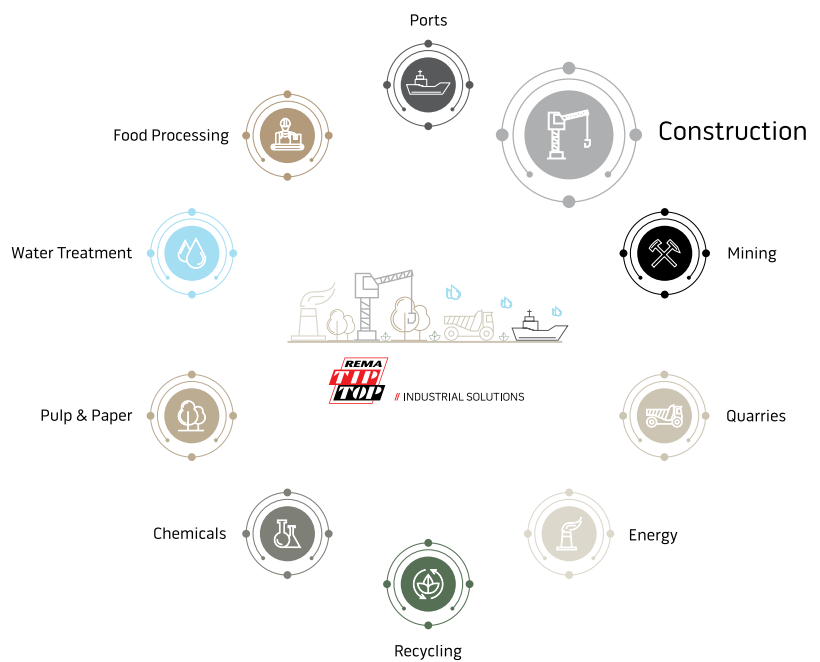 Ports
Construction
Food Processing
Water Treatment
Mining
REMA
TIP
TOP
// INDUSTRIAL SOLUTIONS
Pulp & Paper
Quarries
Chemicals
Energy
Recycling